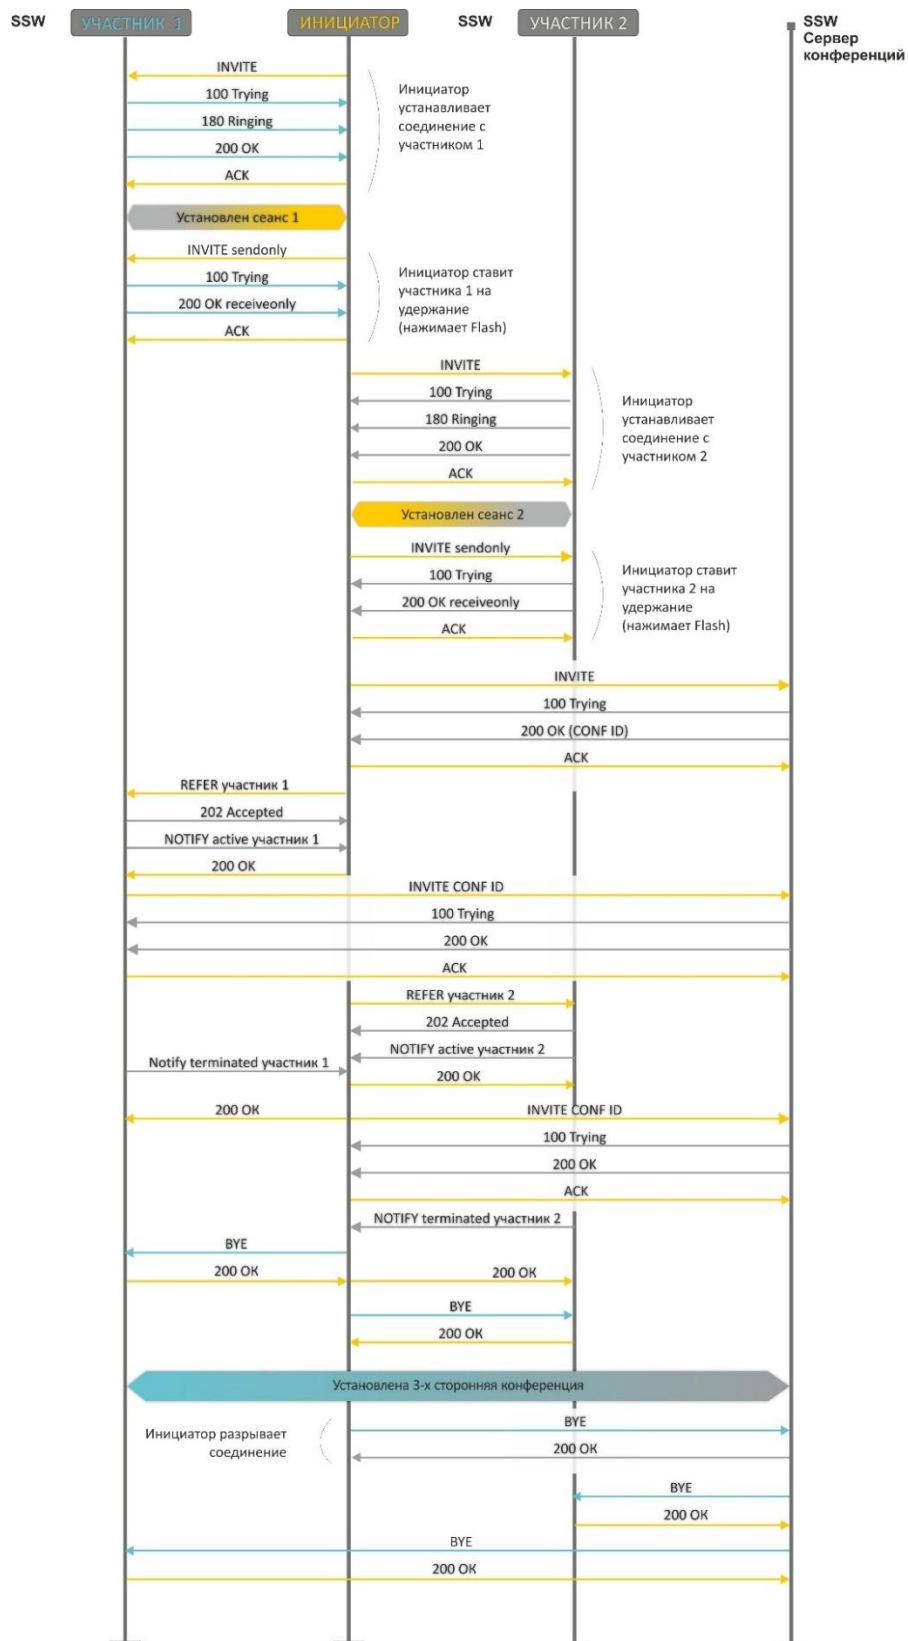 SSW
УЧАСТНИК 1
ИНИЦИАТОР
SSW
УЧАСТНИК 2
SSW
Сервер
конференций
INVITE
100 Trying
180 Ringing
200 OK
ACK
Инициатор
устанавливает
соединение с
участником 1
Установлен сеанс 1
INVITE sendonly
100 Trying
200 OK receiveonly
ACK
Инициатор ставит
участника 1 на
удержание
(нажимает Flash)
INVITE
100 Trying
180 Ringing
200 OK
ACK
Инициатор
устанавливает
соединение с
участником 2
Установлен сеанс 2
INVITE sendonly
100 Trying
200 OK receiveonly
ACK
Инициатор ставит
участника 2 на
удержание
(нажимает Flash)
INVITE
100 Trying
200 OK (CONF ID)
ACK
REFER участник 1
202 Accepted
NOTIFY active участник 1
200 OK
INVITE CONF ID
100 Trying
200 OK
ACK
REFER участник 2
202 Accepted
NOTIFY active участник 2
Notify terminated участник 1
200 OK
200 OK
INVITE CONF ID
100 Trying
200 OK
ACK
NOTIFY terminated участник 2
BYE
200 OK
200 OK
BYE
200 OK
Установлена 3-х сторонняя конференция
Инициатор разрывает
соединение
BYE
200 OK
BYE
200 OK
BYE
200 OK